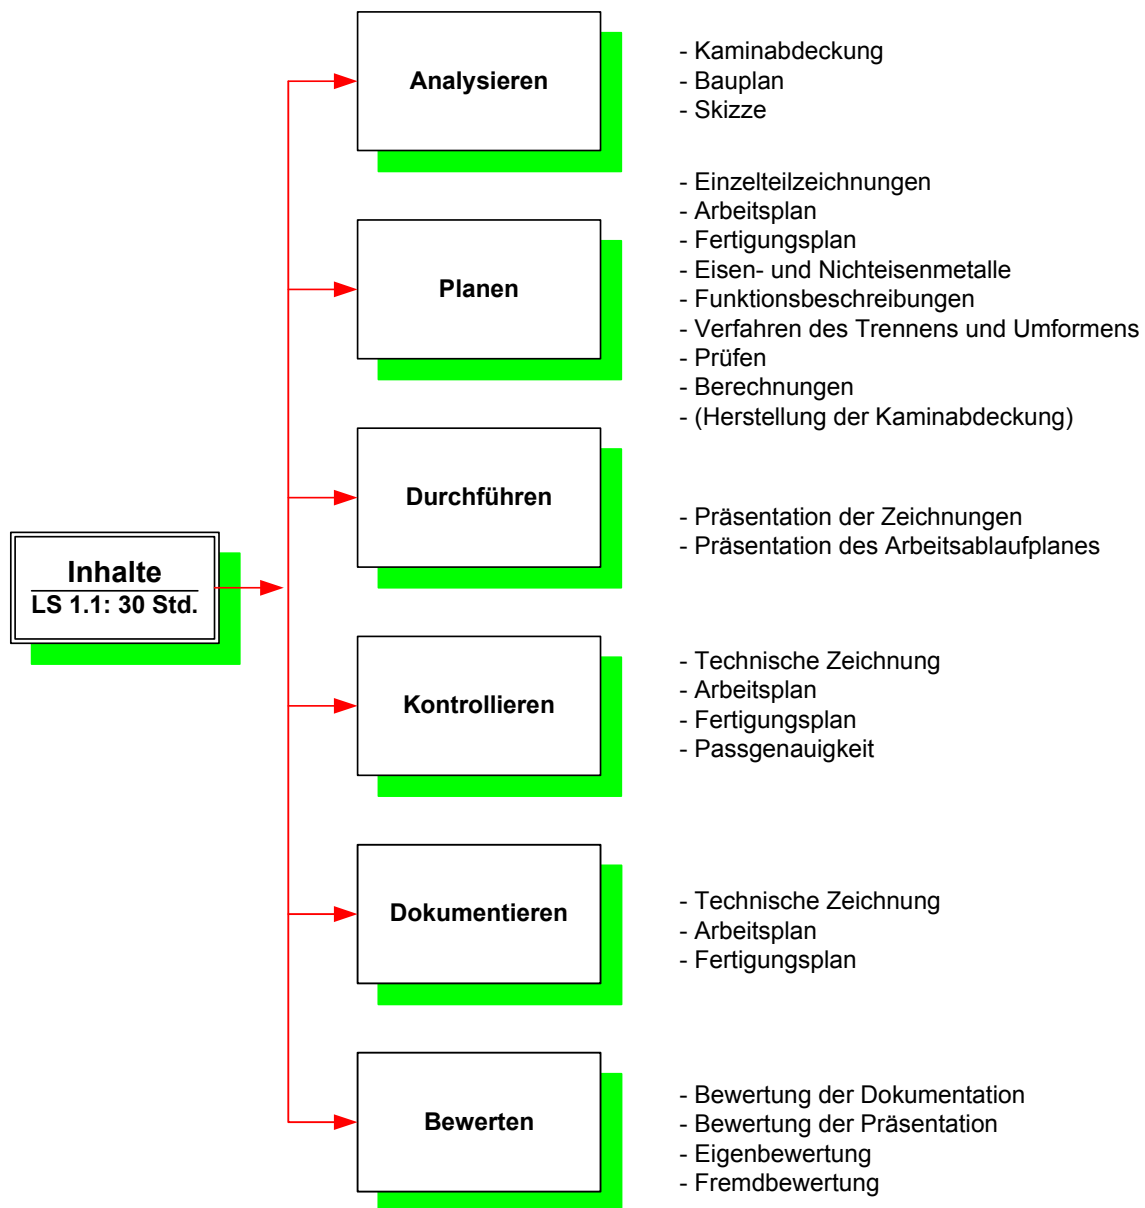 Analysieren
- Kaminabdeckung
- Bauplan
- Skizze
Planen
- Einzelteilzeichnungen
- Arbeitsplan
- Fertigungsplan
- Eisen- und Nichteisenmetalle
- Funktionsbeschreibungen
- Verfahren des Trennens und Umformens
- Prüfen
- Berechnungen
- (Herstellung der Kaminabdeckung)
Durchführen
- Präsentation der Zeichnungen
- Präsentation des Arbeitsablaufplanes
Inhalte
LS 1.1: 30 Std.
Kontrollieren
- Technische Zeichnung
- Arbeitsplan
- Fertigungsplan
- Passgenauigkeit
Dokumentieren
- Technische Zeichnung
- Arbeitsplan
- Fertigungsplan
Bewerten
- Bewertung der Dokumentation
- Bewertung der Präsentation
- Eigenbewertung
- Fremdbewertung